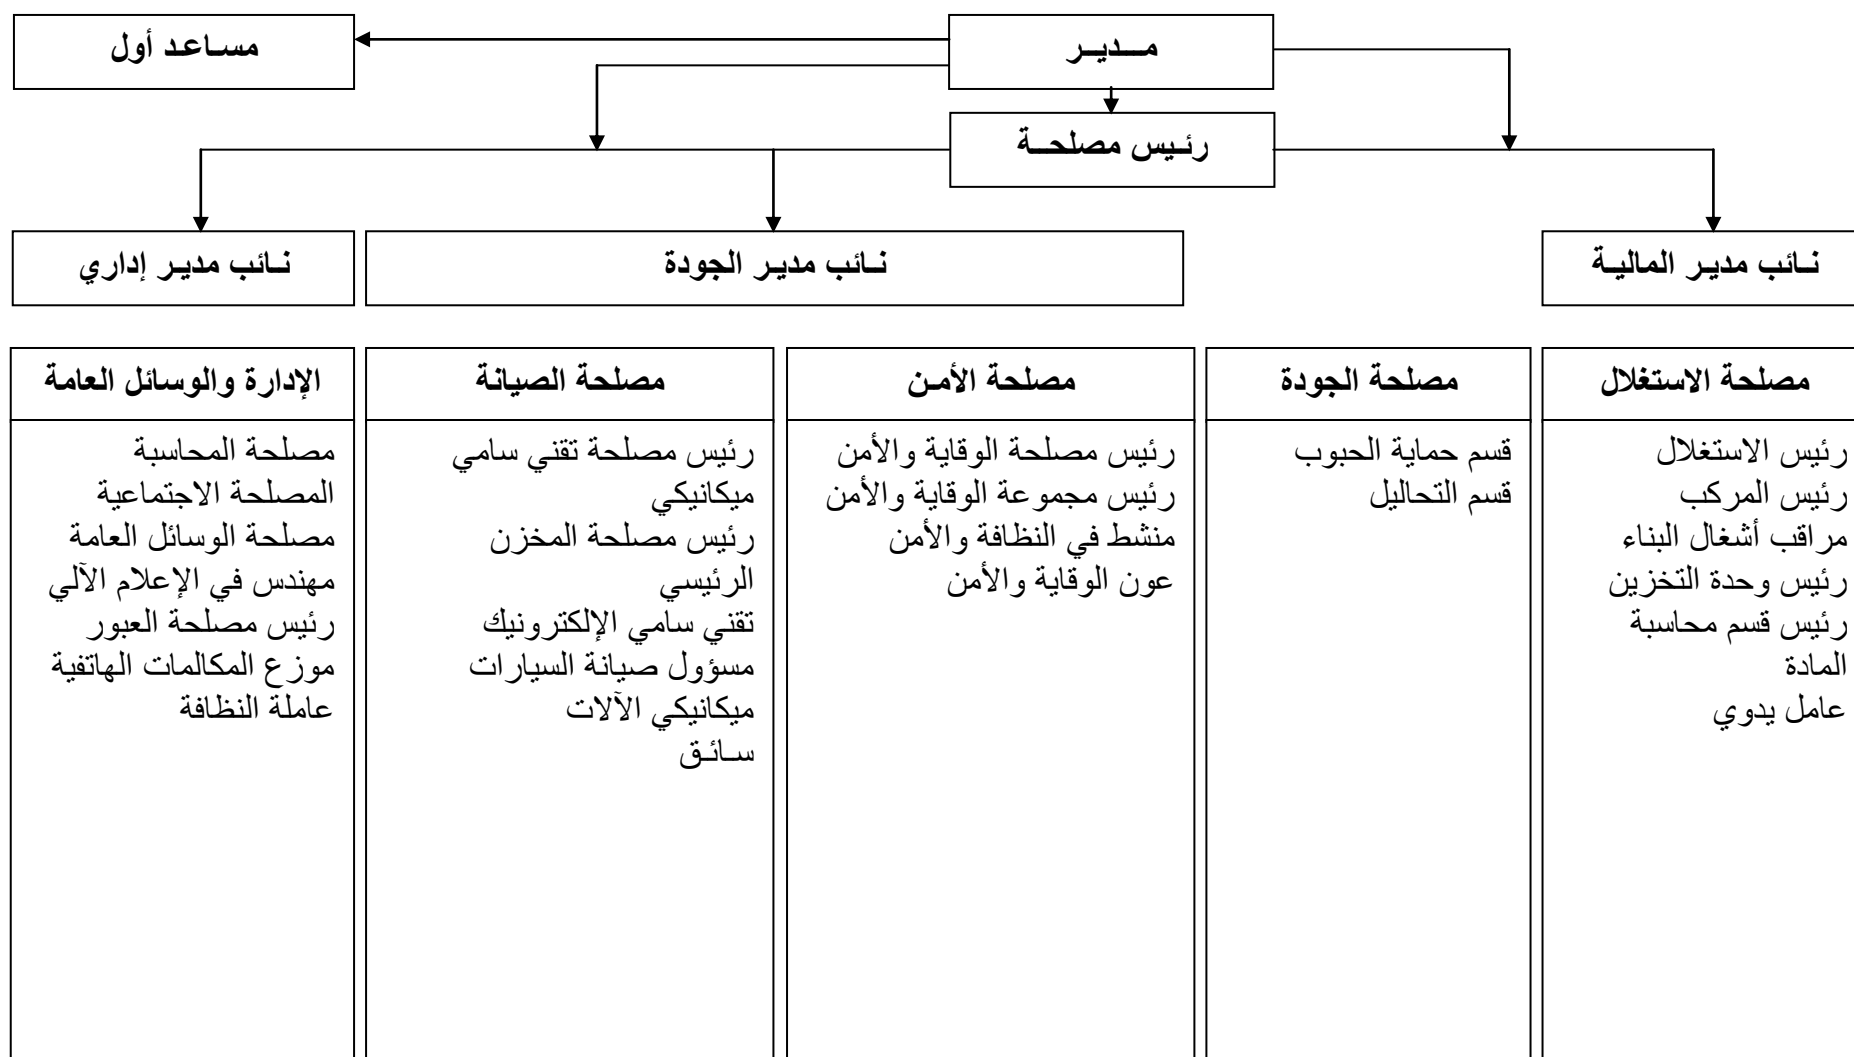 مدير
مساعد أول
رئيس مصلحة
نائب مدير المالية
نائب مدير الجودة
نائب مدير إداري
مصلحة الاستغلال
رئيس الاستغلال
رئيس المركب
مراقب أشغال البناء
رئيس وحدة التخزين
رئيس قسم محاسبة
المادة
عامل يدوي
مصلحة الجودة
قسم حماية الحبوب
قسم التحاليل
مصلحة الأمن
رئيس مصلحة الوقاية والأمن
رئيس مجموعة الوقاية والأمن
منشط في النظافة والأمن
عون الوقاية والأمن
مصلحة الصيانة
رئيس مصلحة تقني سامي
ميكانيكي
رئيس مصلحة المخزن
الرئيسي
تقني سامي الإلكترونيك
مسؤول صيانة السيارات
ميكانيكي الآلات
سائق
الإدارة والوسائل العامة
مصلحة المحاسبة
المصلحة الاجتماعية
مصلحة الوسائل العامة
مهندس في الإعلام الآلي
رئيس مصلحة العبور
موزع المكالمات الهاتفية
عاملة النظافة